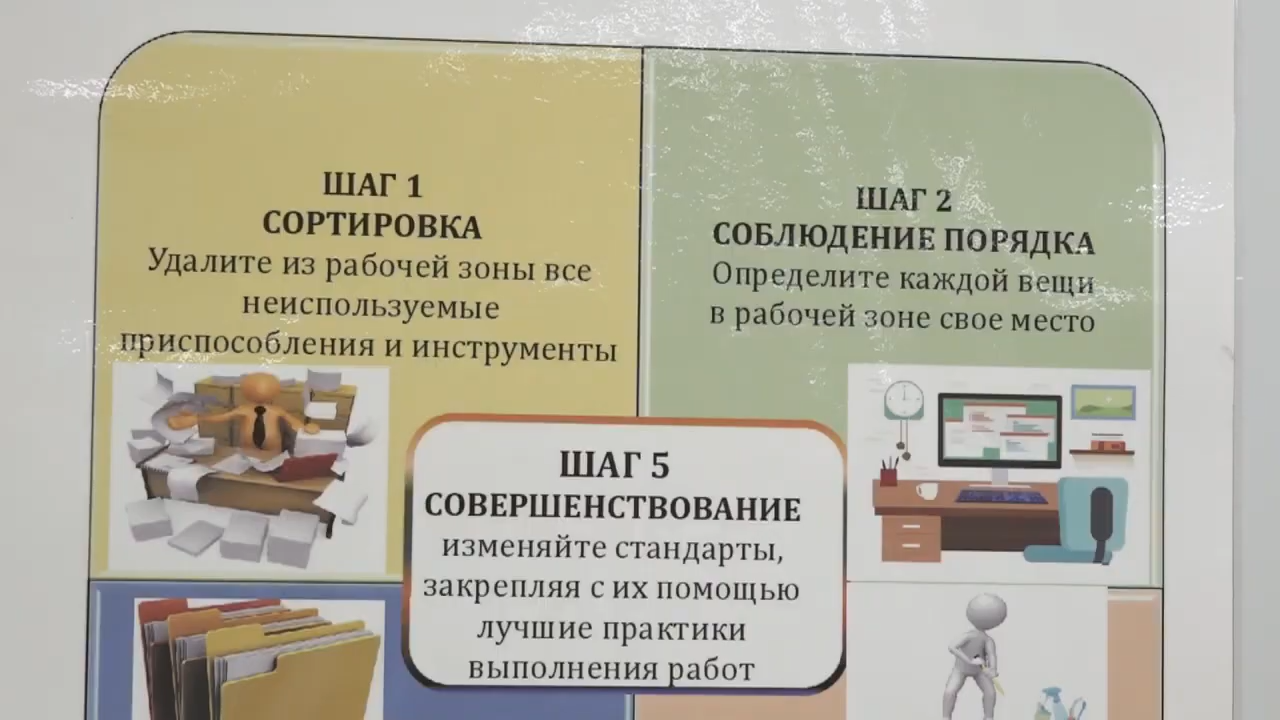 ШАГ 1
СОРТИРОВКА
Удалите из рабочей зоны все
неиспользуемые
приспособления и инструменты
ШАГ 2
СОБЛЮДЕНИЕ ПОРЯДКА
Определите каждой вещи
в рабочей зоне свое место
ШАГ 5
СОВЕРШЕНСТВОВАНИЕ
изменяйте стандарты,
закрепляя с их помощью
лучшие практики
выполнения работ